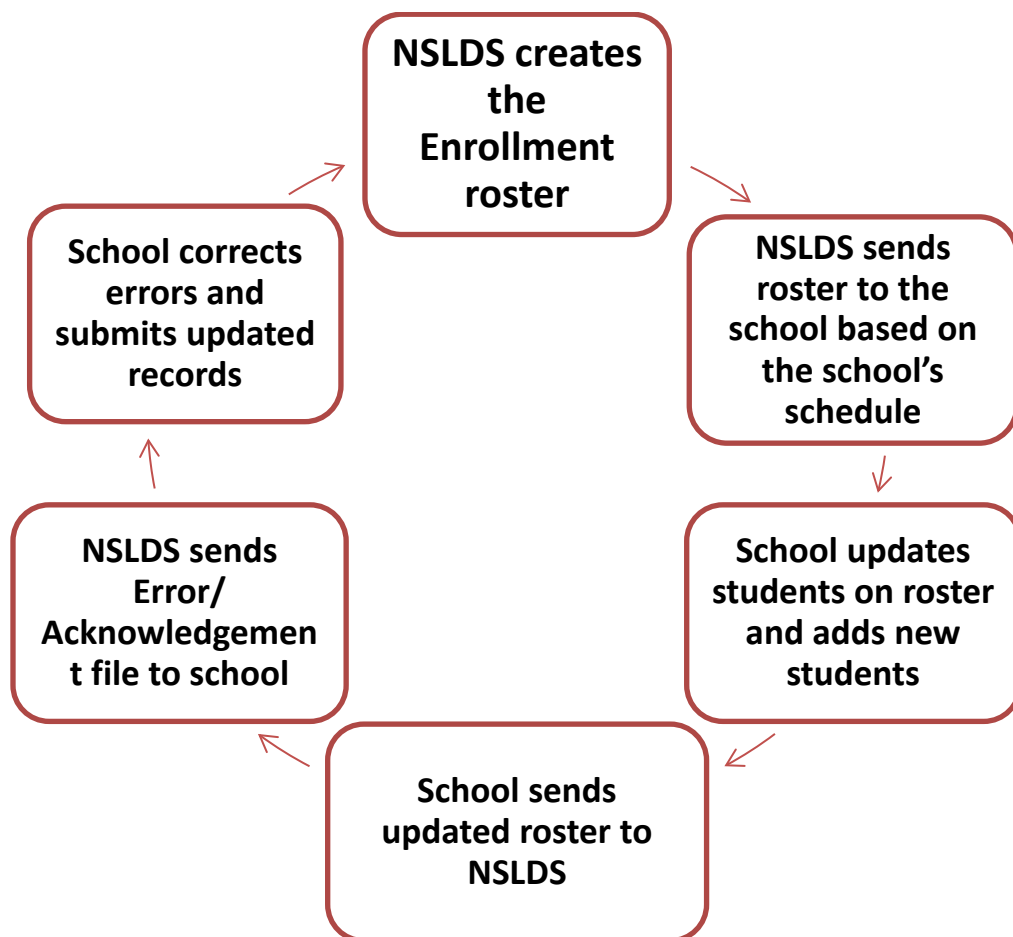 NSLDS creates
the
Enrollment
roster
NSLDS sends
roster to the
school based on
the school’s
schedule
School updates
students on roster
and adds new
students
School sends
updated roster to
NSLDS
NSLDS sends
Error/
Acknowledgemen
t file to school
School corrects
errors and
submits updated
records